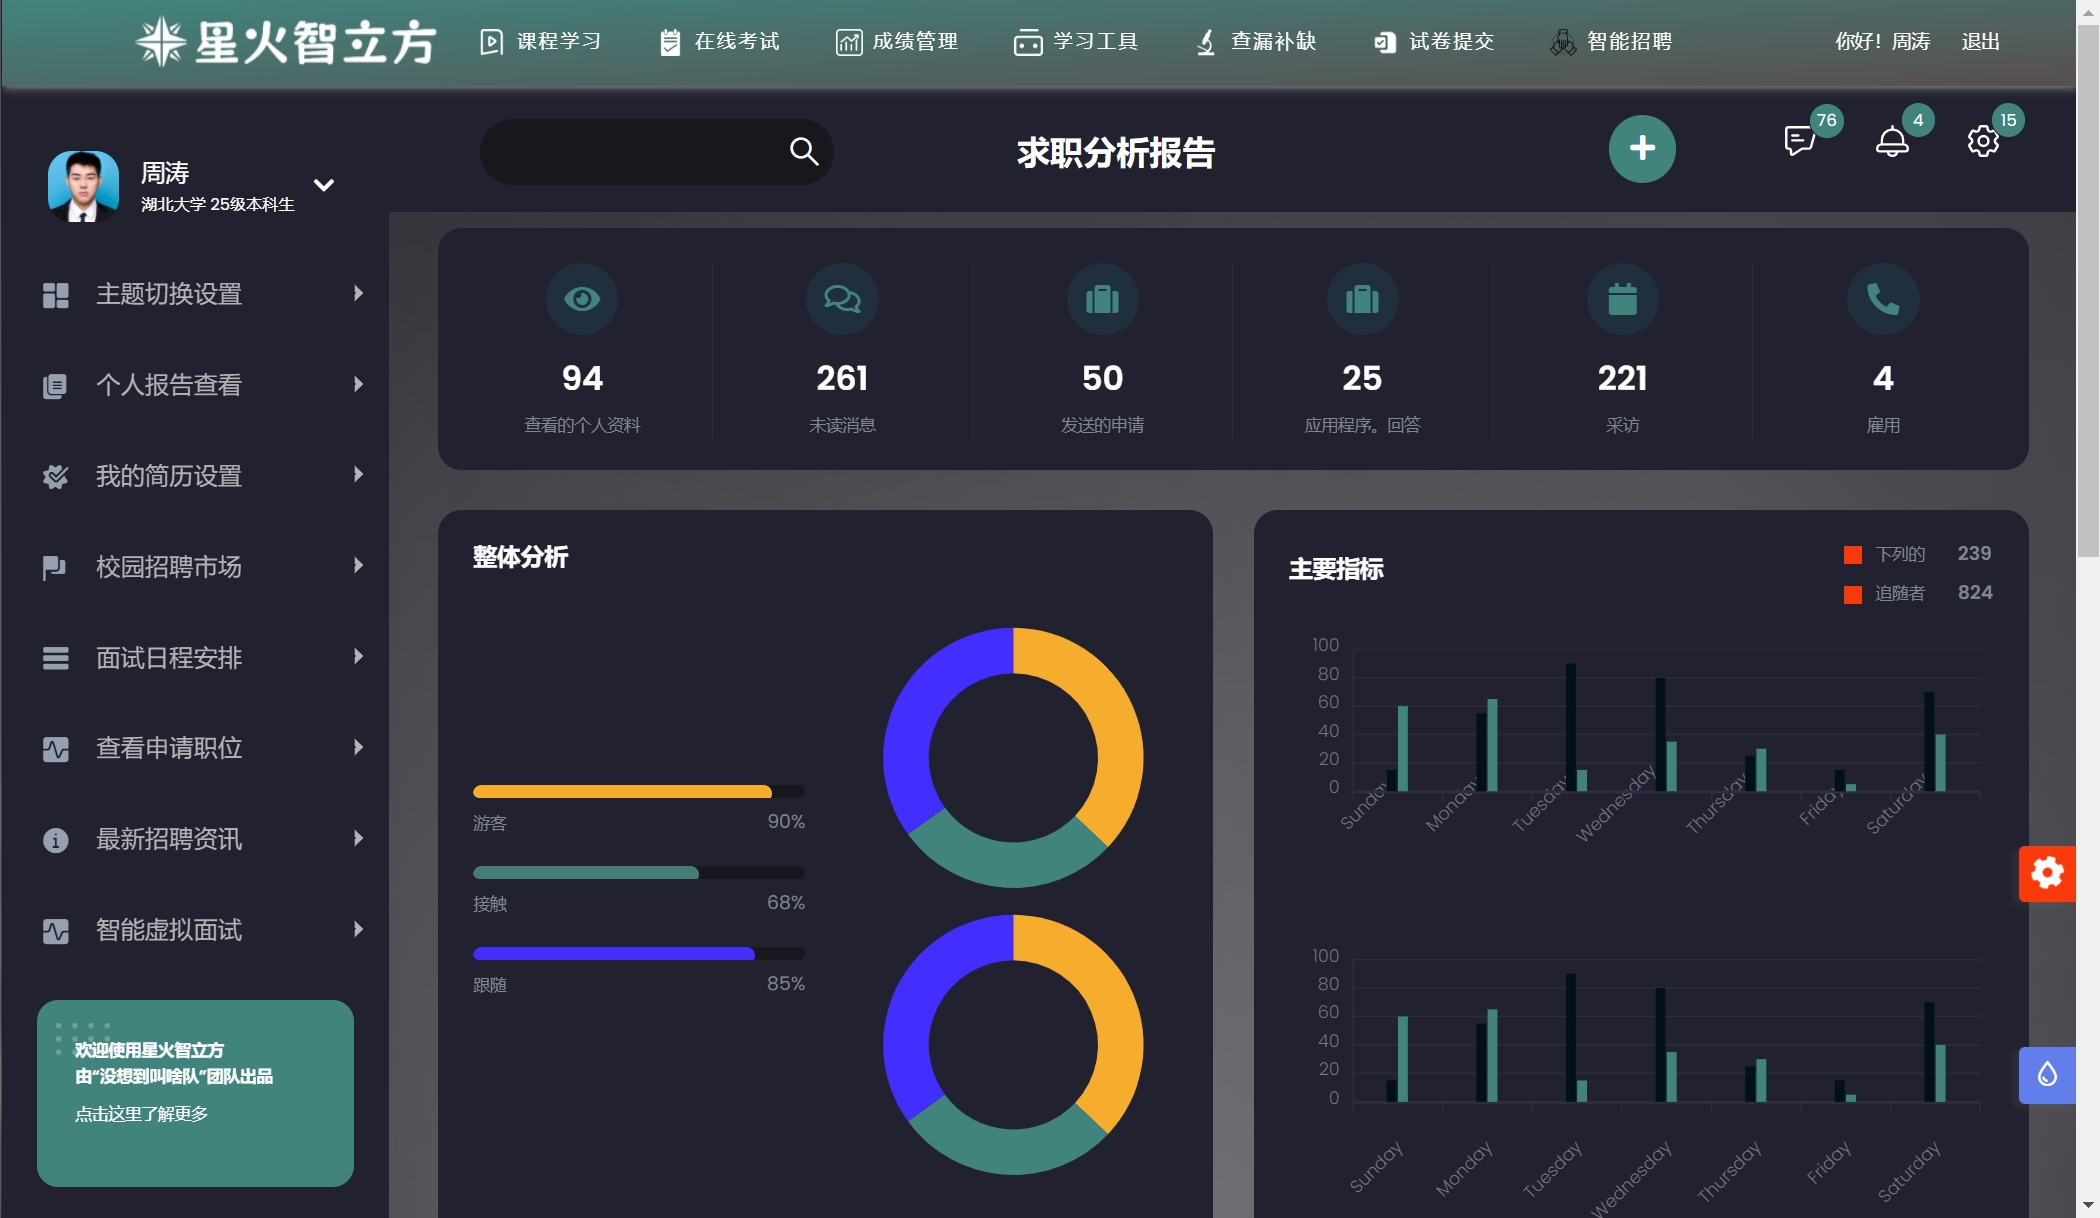 星火智立方
课程学习
在线考试
成绩管理
学习工具
查漏补缺
试卷提交
智能招聘
你好！周涛
退出
周涛
湖北大学 25级本科生
求职分析报告
76
4
15
主题切换设置
个人报告查看
我的简历设置
校园招聘市场
面试日程安排
查看申请职位
最新招聘资讯
智能虚拟面试
欢迎使用星火智立方
由“没想到叫啥队”团队出品
点击这里了解更多
94
查看的个人资料
261
未读消息
50
发送的申请
25
应用程序。回答
221
采访
4
雇用
整体分析
游客 90%
接触 68%
跟随 85%
主要指标
下列的 239
追随者 824
100
80
60
40
20
0
Sunday
Monday
Tuesday
Wednesday
Thursday
Friday
Saturday
100
80
60
40
20
0
Sunday
Monday
Tuesday
Wednesday
Thursday
Friday
Saturday